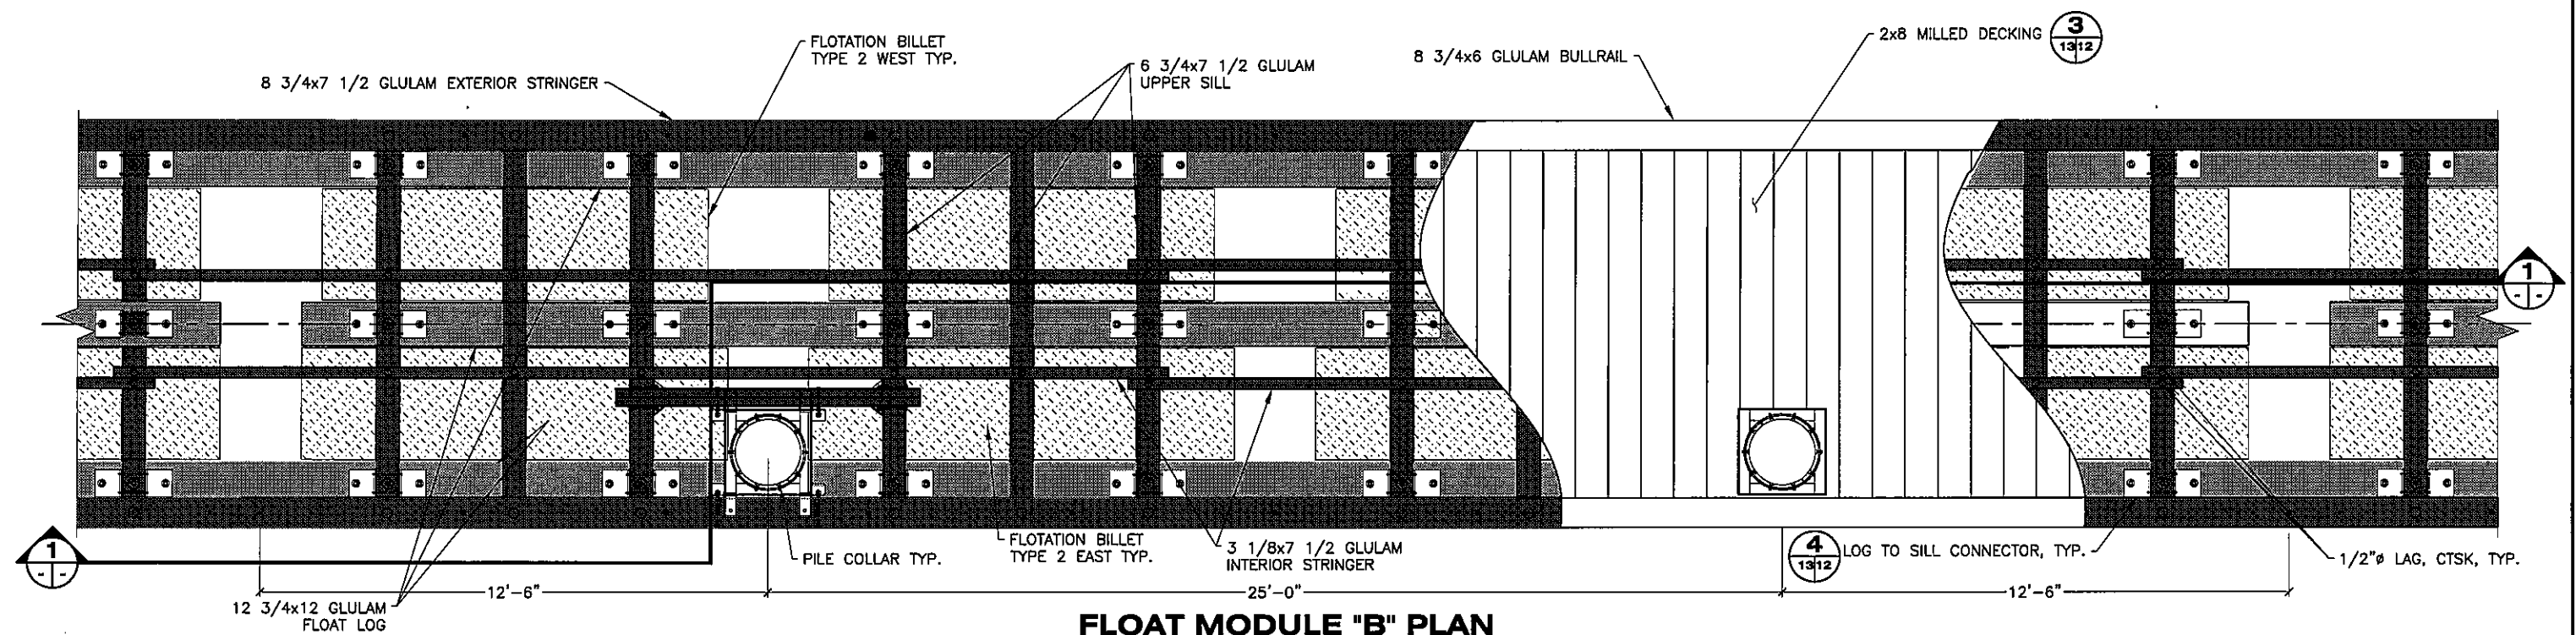 FLOTATION BILLET
TYPE 2 WEST TYP.
8 3/4x7 1/2 GLULAM EXTERIOR STRINGER
6 3/4x7 1/2 GLULAM
UPPER SILL
8 3/4x6 GLULAM BULLRAIL
2x8 MILLED DECKING
3
13 12
1
- -
1
- -
PILE COLLAR TYP.
FLOTATION BILLET
TYPE 2 EAST TYP.
3 1/8x7 1/2 GLULAM
INTERIOR STRINGER
4
13 12
LOG TO SILL CONNECTOR, TYP.
1/2"ø LAG, CTSK, TYP.
12'-6"
25'-0"
12'-6"
12 3/4x12 GLULAM
FLOAT LOG
FLOAT MODULE "B" PLAN